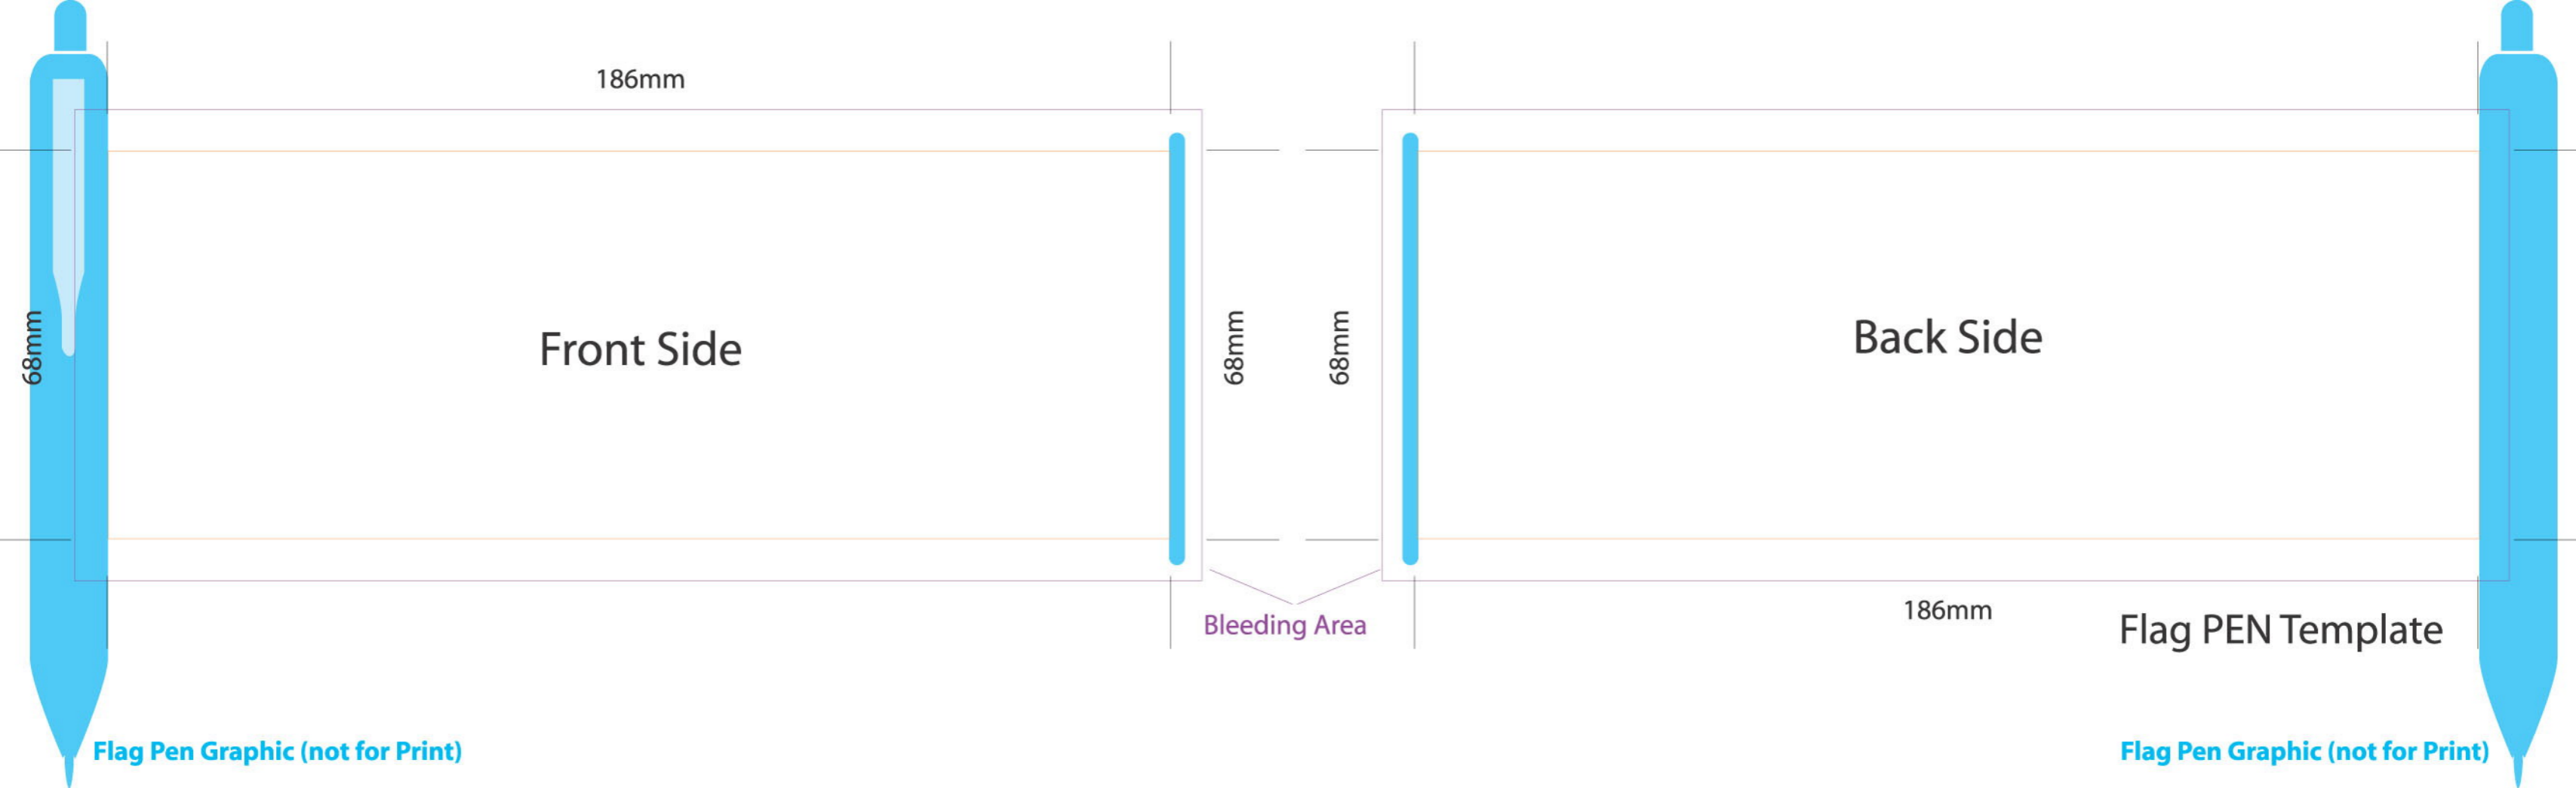 186mm
68mm
Front Side
68mm
68mm
Back Side
Bleeding Area
186mm
Flag PEN Template
Flag Pen Graphic (not for Print)
Flag Pen Graphic (not for Print)